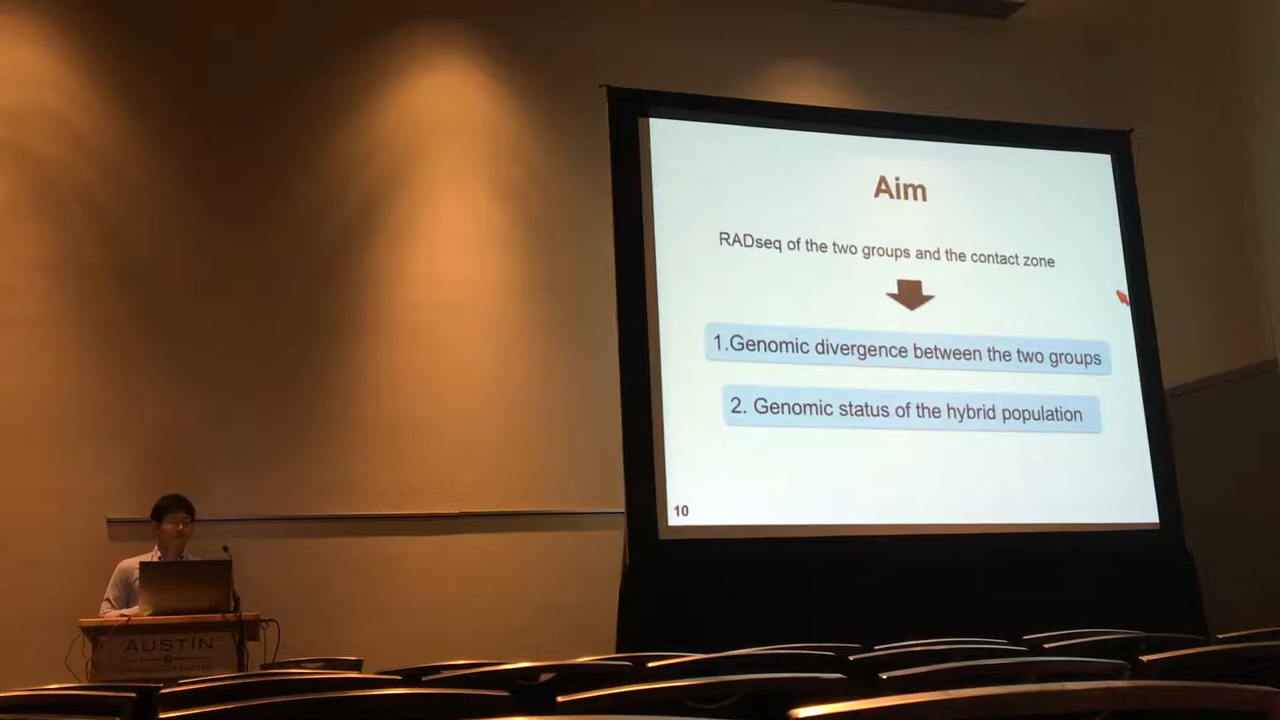 Aim
RADseq of the two groups and the contact zone
1.Genomic divergence between the two groups
2. Genomic status of the hybrid population
10
AUSTIN